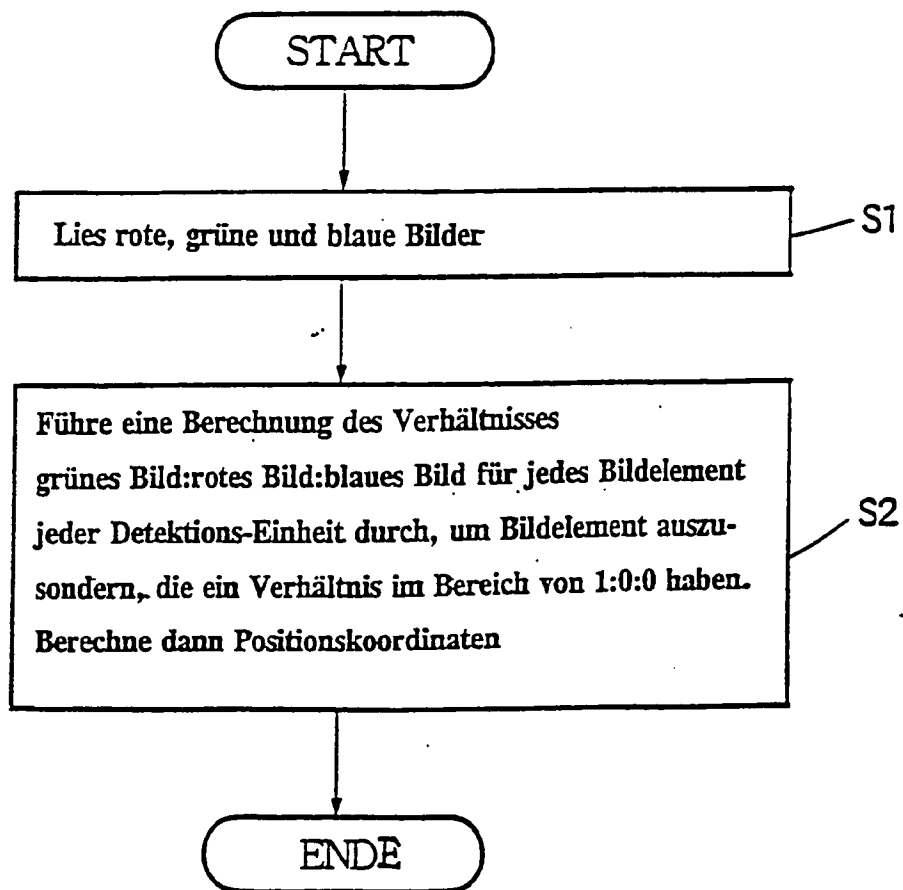 START
Lies rote, grüne und blaue Bilder
S1
Führe eine Berechnung des Verhältnisses
grünes Bild:rotes Bild:blaues Bild für jedes Bildelement
jeder Detektions-Einheit durch, um Bildelement auszu-
sondern, die ein Verhältnis im Bereich von 1:0:0 haben.
Berechne dann Positionskoordinaten
S2
ENDE